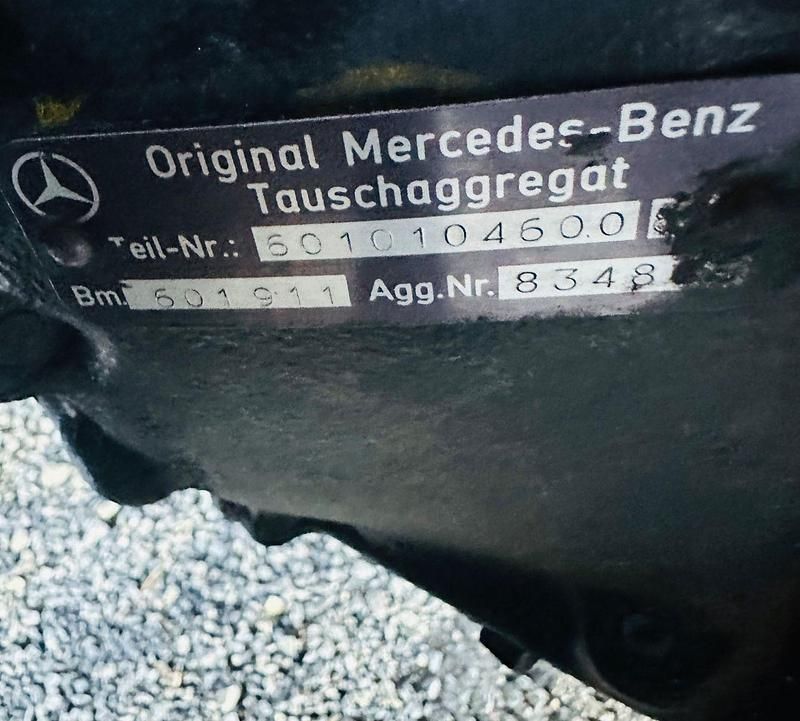 Original Mercedes-Benz
Tauschaggregat
Teil-Nr.: 6010104600
Bm. 601911 Agg.Nr. 8348